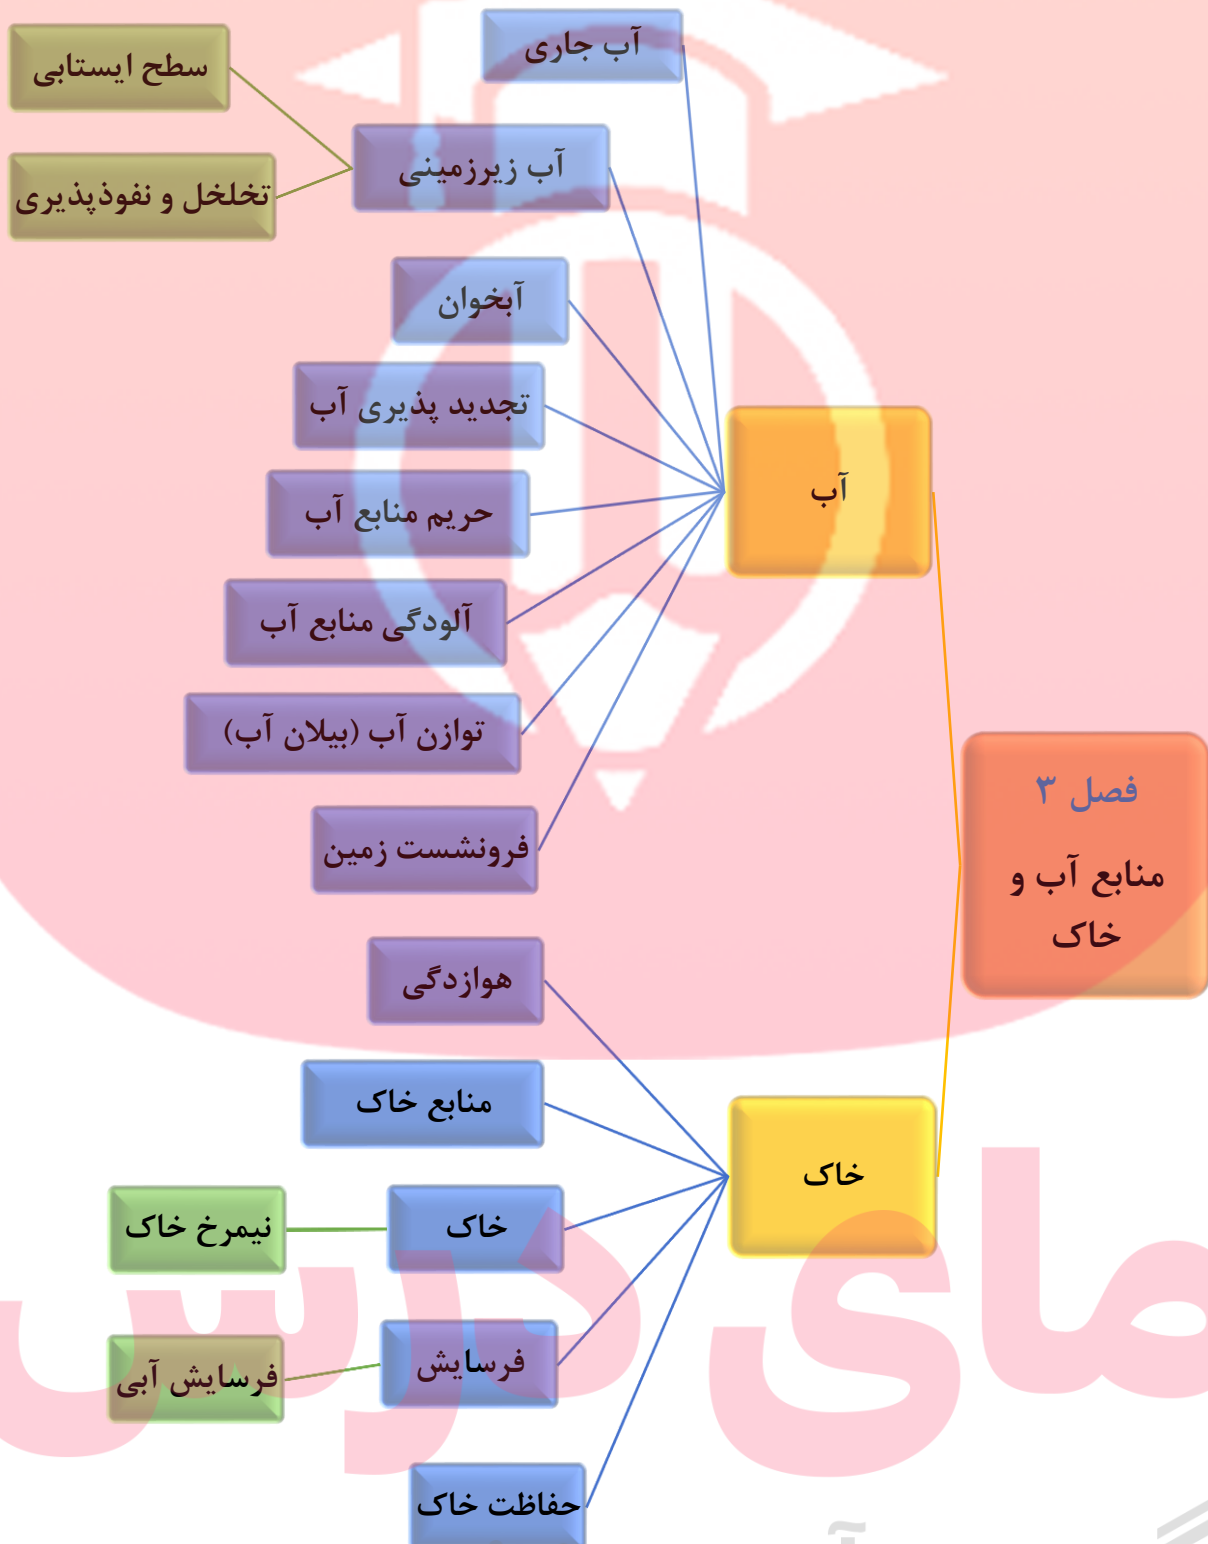 فصل ۳
منابع آب و
خاک
آب
آب جاری
آب زیرزمینی
سطح ایستابی
تخلخل و نفوذپذیری
آبخوان
تجدید پذیری آب
حریم منابع آب
آلودگی منابع آب
توازن آب (بیلان آب)
فرونشست زمین
خاک
هوازدگی
منابع خاک
خاک
نیمرخ خاک
فرسایش
فرسایش آبی
حفاظت خاک
مای درس